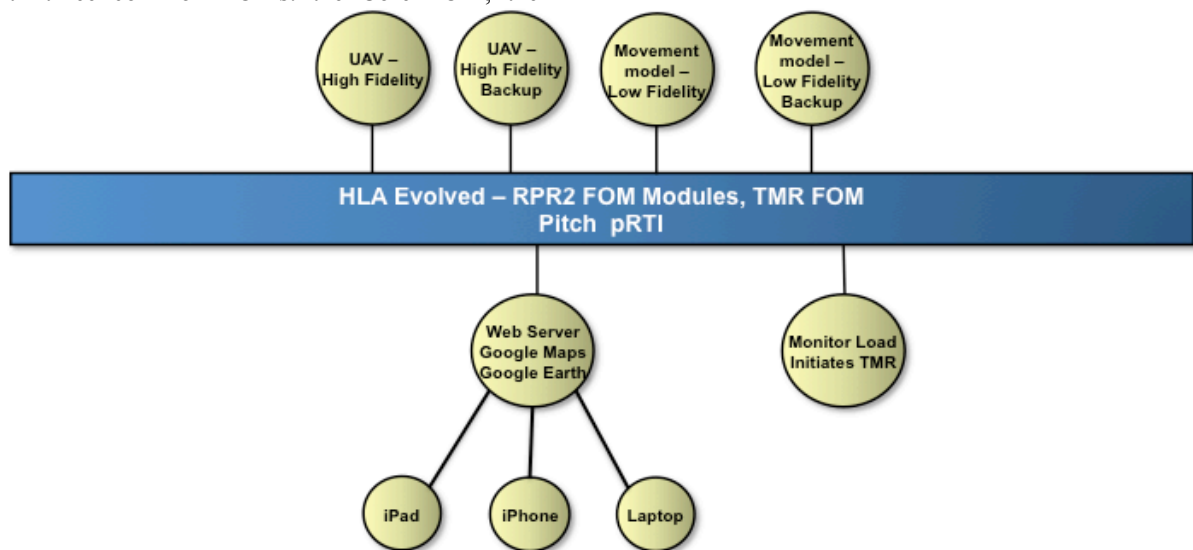 UAV –
High Fidelity
UAV –
High Fidelity
Backup
Movement
model –
Low Fidelity
Movement
model –
Low Fidelity
Backup
HLA Evolved – RPR2 FOM Modules, TMR FOM
Pitch pRTI
Web Server
Google Maps
Google Earth
Monitor Load
Initiates TMR
iPad
iPhone
Laptop